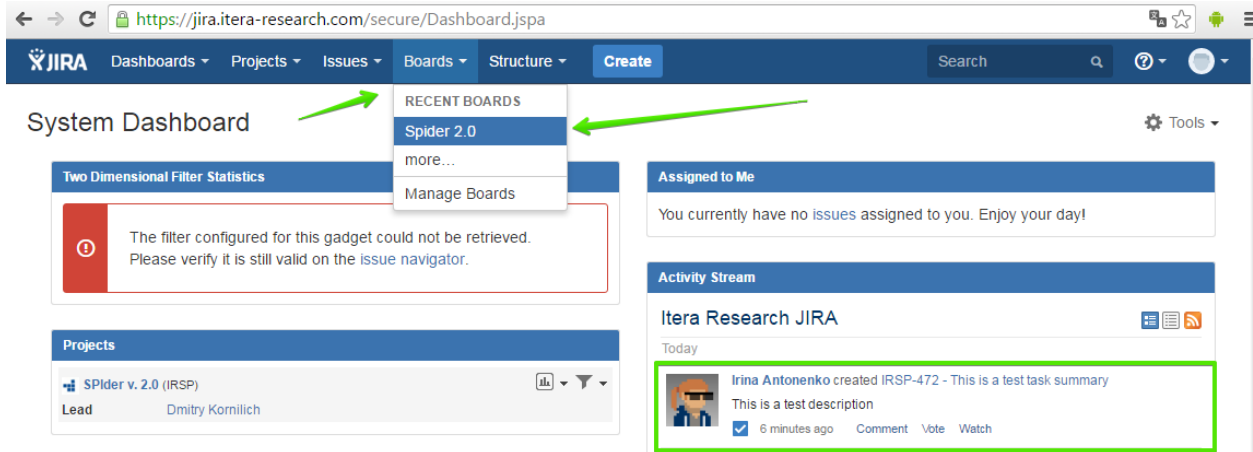 https://jira.itera-research.com/secure/Dashboard.jspa
JIRA Dashboards Projects Issues Boards Structure Create Search
RECENT BOARDS
Spider 2.0
more...
Manage Boards
System Dashboard
Tools
Two Dimensional Filter Statistics
The filter configured for this gadget could not be retrieved.
Please verify it is still valid on the issue navigator.
Projects
SPIder v. 2.0 (IRSP)
Lead Dmitry Kornilich
Assigned to Me
You currently have no issues assigned to you. Enjoy your day!
Activity Stream
Itera Research JIRA
Today
Irina Antonenko created IRSP-472 - This is a test task summary
This is a test description
6 minutes ago Comment Vote Watch